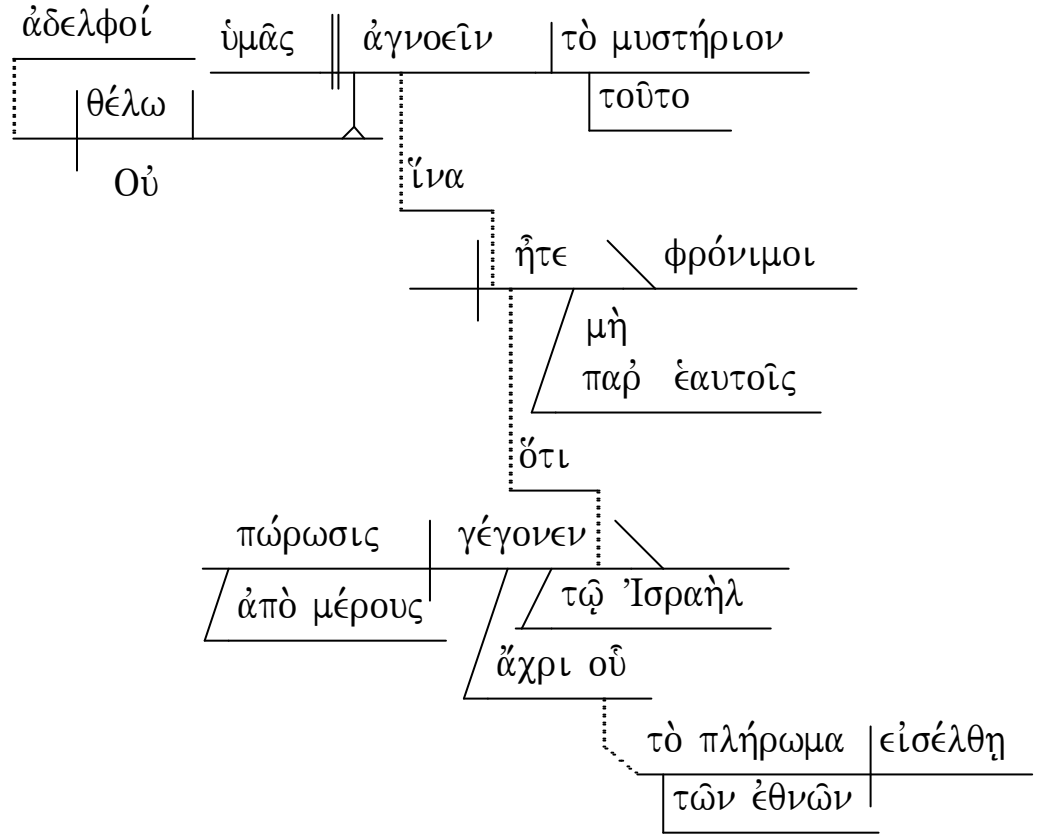 ἀδελφοί
ὑμᾶς ἀγνοεῖν τὸ μυστήριον
θέλω τοῦτο
Οὐ
ἵνα
ἦτε φρόνιμοι
μὴ
παῤ ἑαυτοῖς
ὅτι
πώρωσις γέγονεν
ἀπὸ μέρους τῷ Ἰσραὴλ
ἄχρι οὗ
τὸ πλήρωμα εἰσέλθῃ
τῶν ἐθνῶν